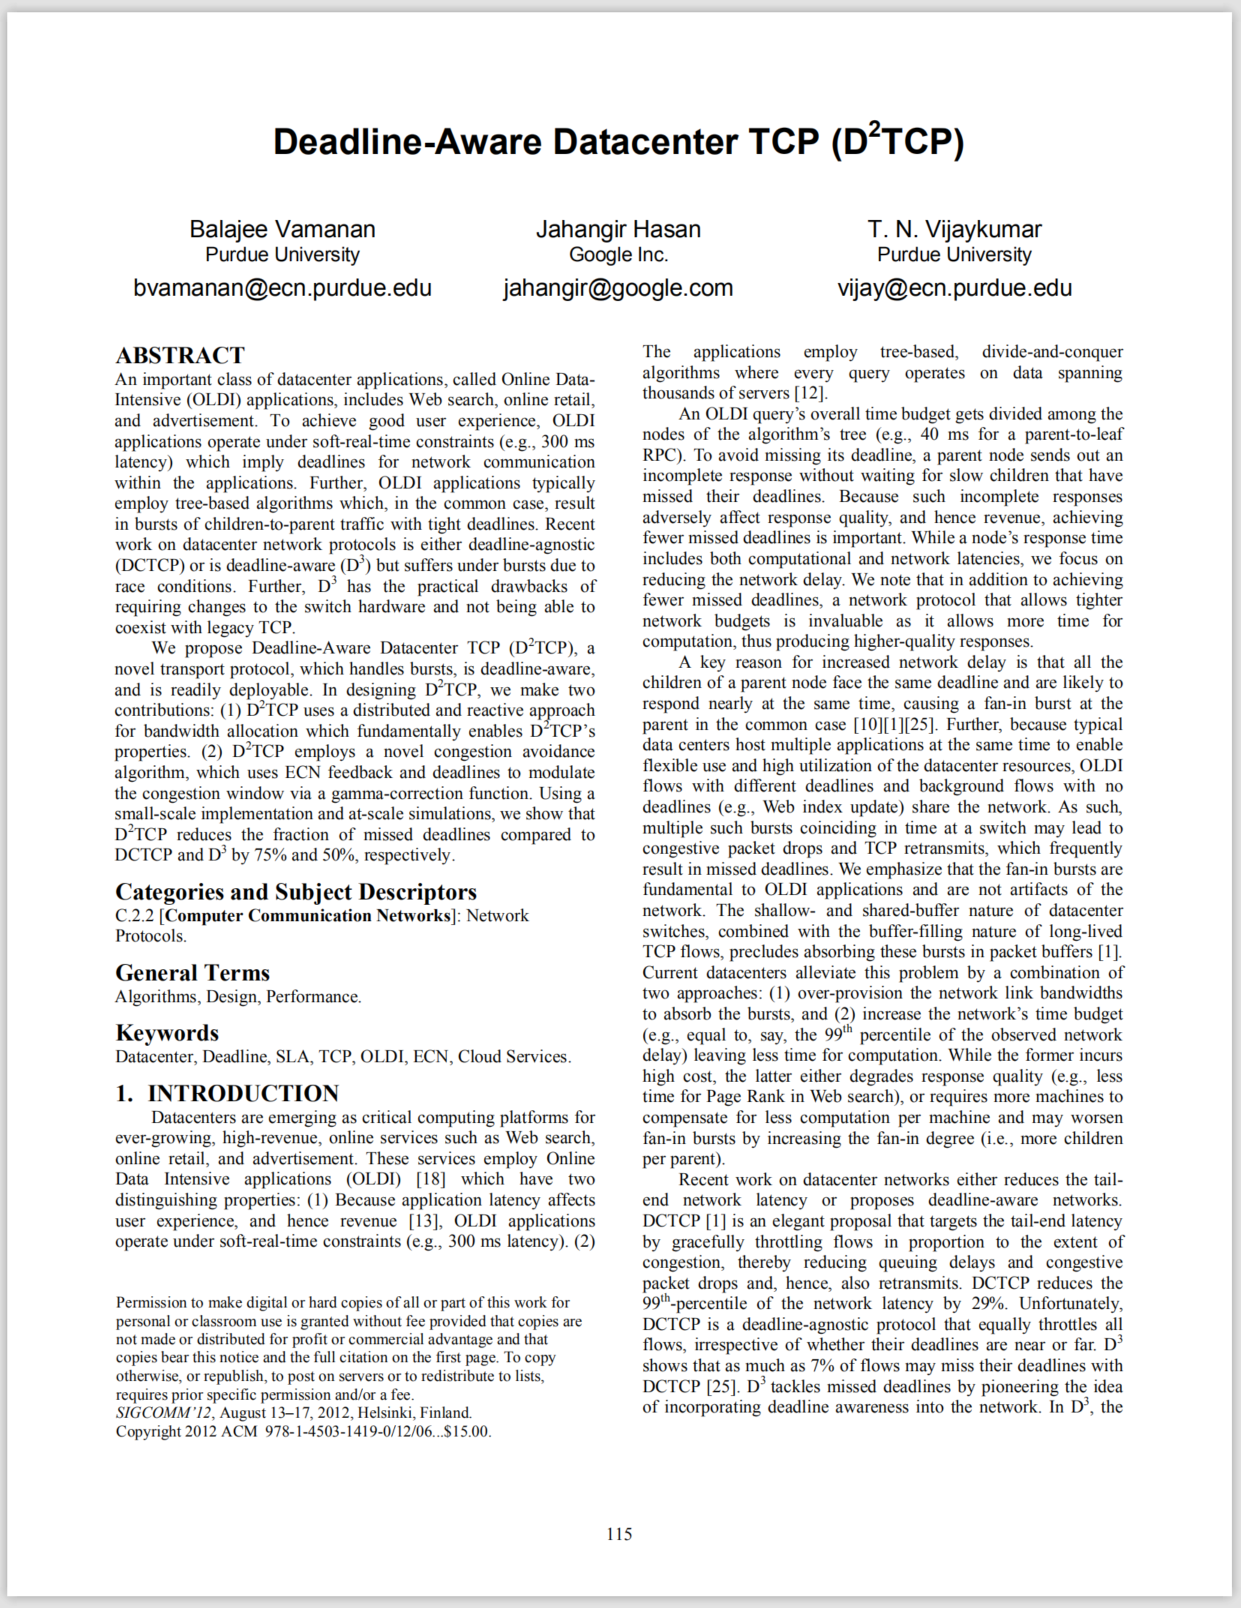 Deadline-Aware Datacenter TCP (D²TCP)
Balajee Vamanan
Purdue University
bvamanan@ecn.purdue.edu
Jahangir Hasan
Google Inc.
jahangir@google.com
T. N. Vijaykumar
Purdue University
vijay@ecn.purdue.edu
ABSTRACT
An important class of datacenter applications, called Online Data-
Intensive (OLDI) applications, includes Web search, online retail,
and advertisement. To achieve good user experience, OLDI
applications operate under soft-real-time constraints (e.g., 300 ms
latency) which imply deadlines for network communication
within the applications. Further, OLDI applications typically
employ tree-based algorithms which, in the common case, result
in bursts of children-to-parent traffic with tight deadlines. Recent
work on datacenter network protocols is either deadline-agnostic
(DCTCP) or is deadline-aware (D³) but suffers under bursts due to
race conditions. Further, D³ has the practical drawbacks of
requiring changes to the switch hardware and not being able to
coexist with legacy TCP.
We propose Deadline-Aware Datacenter TCP (D²TCP), a
novel transport protocol, which handles bursts, is deadline-aware,
and is readily deployable. In designing D²TCP, we make two
contributions: (1) D²TCP uses a distributed and reactive approach
for bandwidth allocation which fundamentally enables D²TCP’s
properties. (2) D²TCP employs a novel congestion avoidance
algorithm, which uses ECN feedback and deadlines to modulate
the congestion window via a gamma-correction function. Using a
small-scale implementation and at-scale simulations, we show that
D²TCP reduces the fraction of missed deadlines compared to
DCTCP and D³ by 75% and 50%, respectively.
Categories and Subject Descriptors
C.2.2 [Computer Communication Networks]: Network
Protocols.
General Terms
Algorithms, Design, Performance.
Keywords
Datacenter, Deadline, SLA, TCP, OLDI, ECN, Cloud Services.
1. INTRODUCTION
Datacenters are emerging as critical computing platforms for
ever-growing, high-revenue, online services such as Web search,
online retail, and advertisement. These services employ Online
Data Intensive applications (OLDI) [18] which have two
distinguishing properties: (1) Because application latency affects
user experience, and hence revenue [13], OLDI applications
operate under soft-real-time constraints (e.g., 300 ms latency). (2)
Permission to make digital or hard copies of all or part of this work for
personal or classroom use is granted without fee provided that copies are
not made or distributed for profit or commercial advantage and that
copies bear this notice and the full citation on the first page. To copy
otherwise, or republish, to post on servers or to redistribute to lists,
requires prior specific permission and/or a fee.
SIGCOMM’12, August 13–17, 2012, Helsinki, Finland.
Copyright 2012 ACM 978-1-4503-1419-0/12/06...$15.00.
The applications employ tree-based, divide-and-conquer
algorithms where every query operates on data spanning
thousands of servers [12].
An OLDI query’s overall time budget gets divided among the
nodes of the algorithm’s tree (e.g., 40 ms for a parent-to-leaf
RPC). To avoid missing its deadline, a parent node sends out an
incomplete response without waiting for slow children that have
missed their deadlines. Because such incomplete responses
adversely affect response quality, and hence revenue, achieving
fewer missed deadlines is important. While a node’s response time
includes both computational and network latencies, we focus on
reducing the network delay. We note that in addition to achieving
fewer missed deadlines, a network protocol that allows tighter
network budgets is invaluable as it allows more time for
computation, thus producing higher-quality responses.
A key reason for increased network delay is that all the
children of a parent node face the same deadline and are likely to
respond nearly at the same time, causing a fan-in burst at the
parent in the common case [10][1][25]. Further, because typical
data centers host multiple applications at the same time to enable
flexible use and high utilization of the datacenter resources, OLDI
flows with different deadlines and background flows with no
deadlines (e.g., Web index update) share the network. As such,
multiple such bursts coinciding in time at a switch may lead to
congestive packet drops and TCP retransmits, which frequently
result in missed deadlines. We emphasize that the fan-in bursts are
fundamental to OLDI applications and are not artifacts of the
network. The shallow- and shared-buffer nature of datacenter
switches, combined with the buffer-filling nature of long-lived
TCP flows, precludes absorbing these bursts in packet buffers [1].
Current datacenters alleviate this problem by a combination of
two approaches: (1) over-provision the network link bandwidths
to absorb the bursts, and (2) increase the network’s time budget
(e.g., equal to, say, the 99th percentile of the observed network
delay) leaving less time for computation. While the former incurs
high cost, the latter either degrades response quality (e.g., less
time for Page Rank in Web search), or requires more machines to
compensate for less computation per machine and may worsen
fan-in bursts by increasing the fan-in degree (i.e., more children
per parent).
Recent work on datacenter networks either reduces the tail-
end network latency or proposes deadline-aware networks.
DCTCP [1] is an elegant proposal that targets the tail-end latency
by gracefully throttling flows in proportion to the extent of
congestion, thereby reducing queuing delays and congestive
packet drops and, hence, also retransmits. DCTCP reduces the
99th-percentile of the network latency by 29%. Unfortunately,
DCTCP is a deadline-agnostic protocol that equally throttles all
flows, irrespective of whether their deadlines are near or far. D³
shows that as much as 7% of flows may miss their deadlines with
DCTCP [25]. D³ tackles missed deadlines by pioneering the idea
of incorporating deadline awareness into the network. In D³, the
115